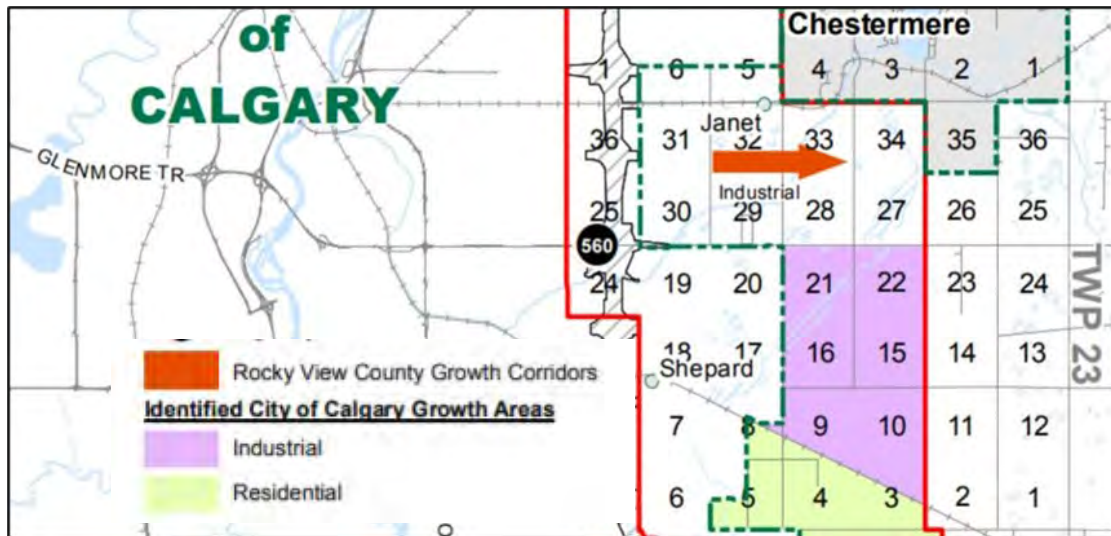 of
CALGARY
Chestermere
1 6 5 4 3 2 1
Janet
36 31 32 33 34 35 36
GLENMORE TR
Industrial
25 30 29 28 27 26 25
560
24 19 20 21 22 23 24
TWP 23
18 17 16 15 14 13
Shepard
7 8 9 10 11 12
6 5 4 3 2 1
Rocky View County Growth Corridors
Identified City of Calgary Growth Areas
Industrial
Residential